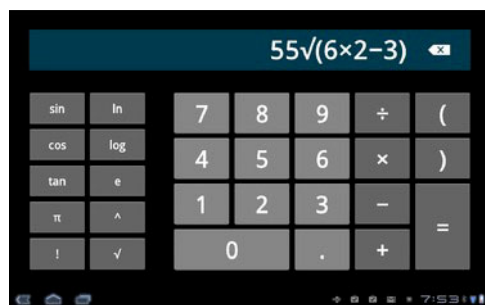 55√(6×2−3)
sin ln 7 8 9 ÷ (
cos log 4 5 6 × )
tan e
π ^ 1 2 3 − =
! √ 0 . +
7:53